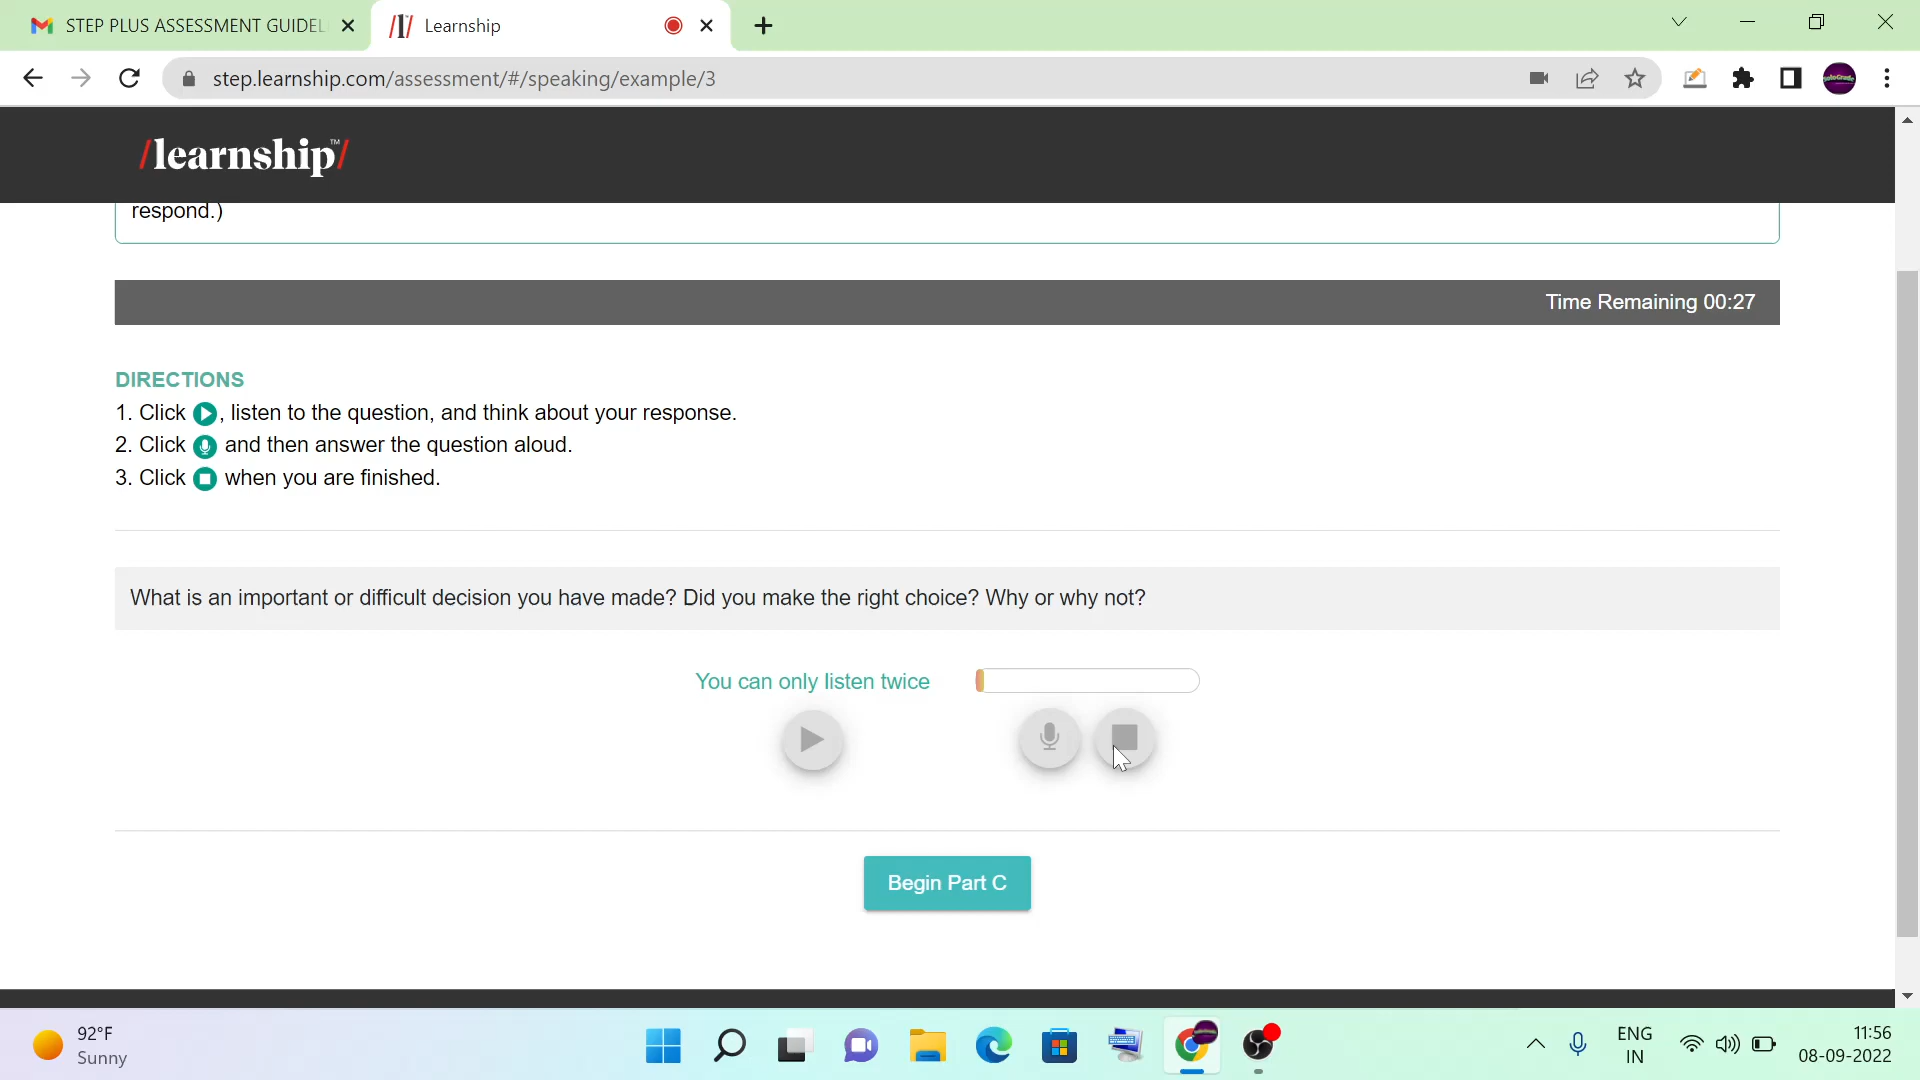 STEP PLUS ASSESSMENT GUIDEL
Learnship
step.learnship.com/assessment/#/speaking/example/3
/learnship™/
respond.)
Time Remaining 00:27
DIRECTIONS
1. Click , listen to the question, and think about your response.
2. Click and then answer the question aloud.
3. Click when you are finished.
What is an important or difficult decision you have made? Did you make the right choice? Why or why not?
You can only listen twice
Begin Part C
92°F
Sunny
ENG
IN
11:56
08-09-2022